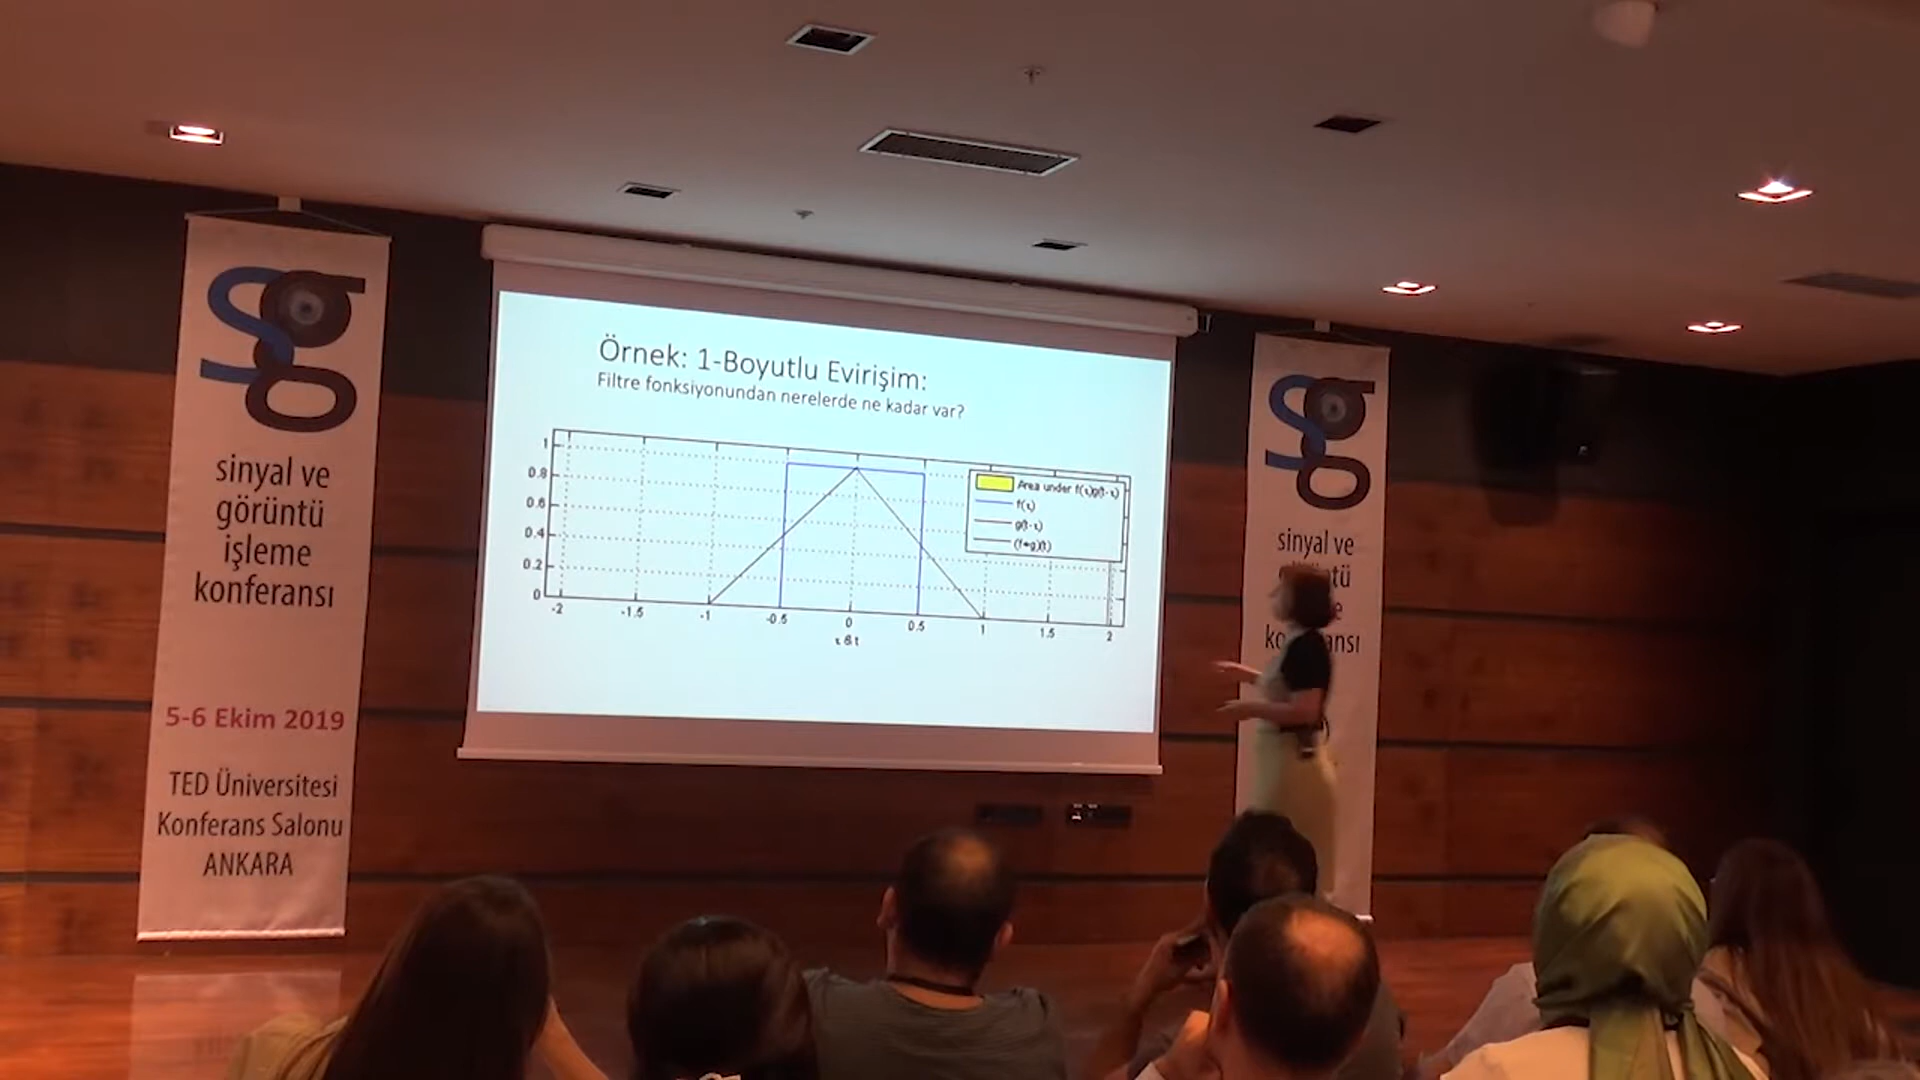 sg
sinyal ve
görüntü
işleme
konferansı
5-6 Ekim 2019
TED Üniversitesi
Konferans Salonu
ANKARA
Örnek: 1-Boyutlu Evirişim:
Filtre fonksiyonundan nerelerde ne kadar var?
1
0.8
0.6
0.4
0.2
0
-2 -1.5 -1 -0.5 0 0.5 1 1.5 2
τ & t
Area under f(τ)g(t-τ)
f(τ)
g(t-τ)
(f∗g)(t)
sg
sinyal ve